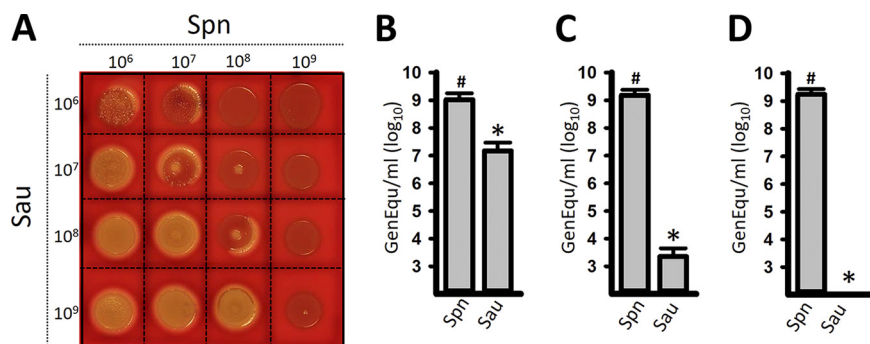 A
Spn
10⁶ 10⁷ 10⁸ 10⁹
Sau
10⁶
10⁷
10⁸
10⁹
B
GenEqu/ml (log₁₀)
10
9
8
7
6
5
4
3
#
*
Spn
Sau
C
GenEqu/ml (log₁₀)
10
9
8
7
6
5
4
3
#
*
Spn
Sau
D
GenEqu/ml (log₁₀)
10
9
8
7
6
5
4
3
#
*
Spn
Sau